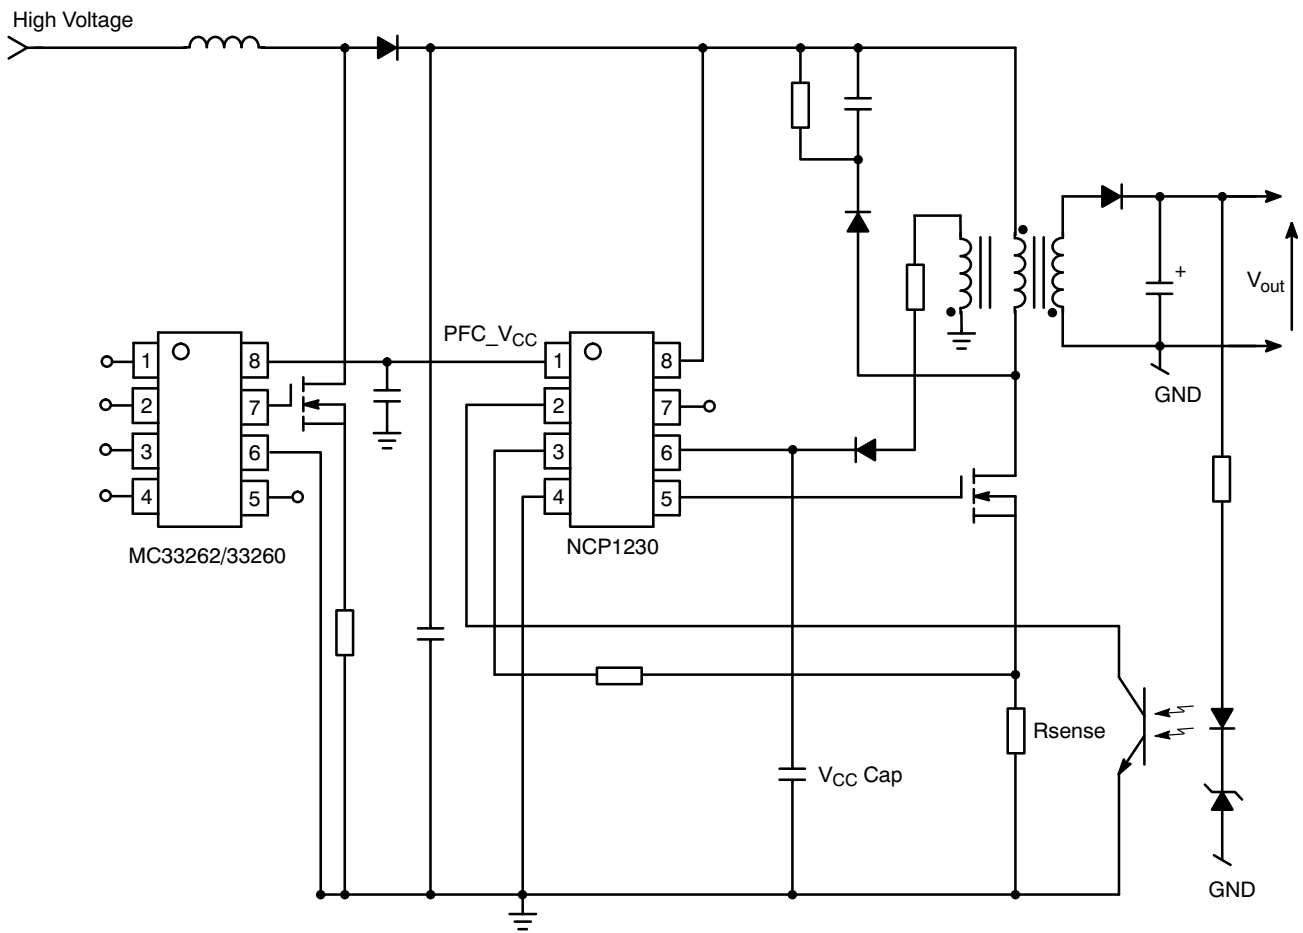 High Voltage
PFC_VCC
1 8
2 7
3 6
4 5
1 8
2 7
3 6
4 5
MC33262/33260
NCP1230
+
Vout
GND
Rsense
VCC Cap
GND